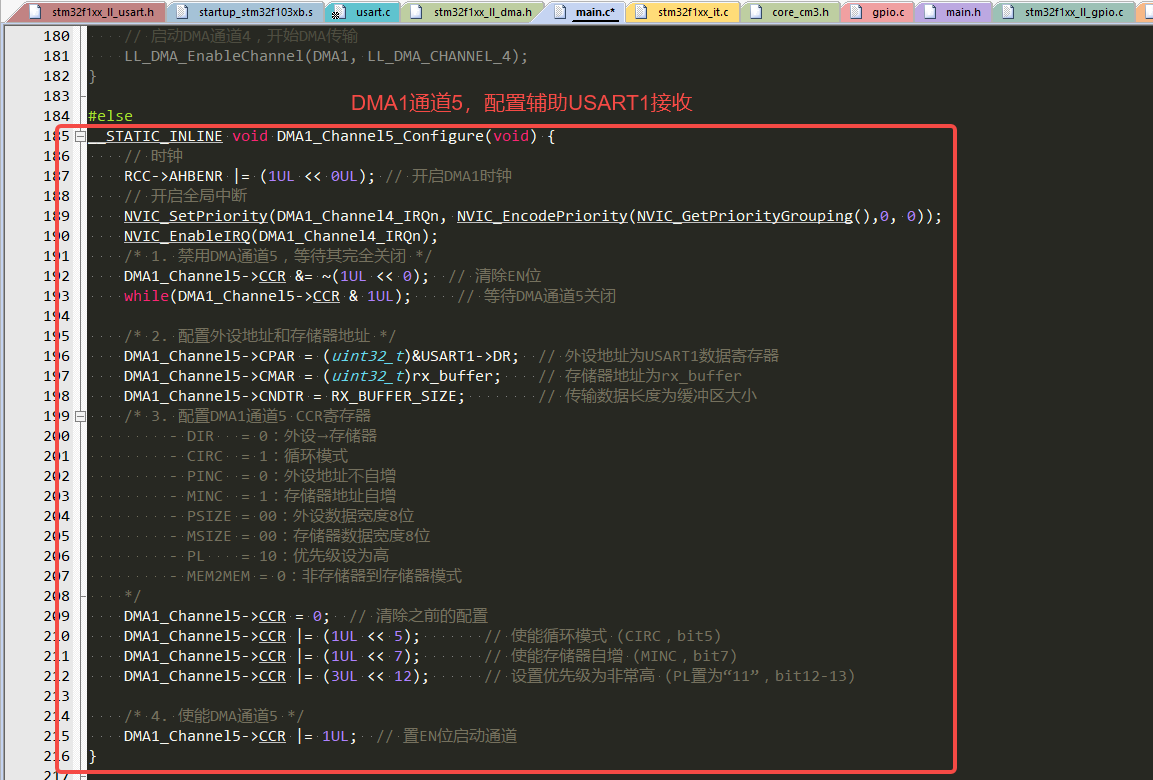 stm32f1xx_ll_usart.h startup_stm32f103xb.s usart.c stm32f1xx_ll_dma.h main.c* stm32f1xx_it.c core_cm3.h gpio.c main.h stm32f1xx_ll_gpio.c
180 // 启动DMA通道4，开始DMA传输
181 LL_DMA_EnableChannel(DMA1, LL_DMA_CHANNEL_4);
182 }
183
DMA1通道5，配置辅助USART1接收
184 #else
185 __STATIC_INLINE void DMA1_Channel5_Configure(void) {
186 // 时钟
187 RCC->AHBENR |= (1UL << 0UL); // 开启DMA1时钟
188 // 开启全局中断
189 NVIC_SetPriority(DMA1_Channel4_IRQn, NVIC_EncodePriority(NVIC_GetPriorityGrouping(),0, 0));
190 NVIC_EnableIRQ(DMA1_Channel4_IRQn);
191 /* 1. 禁用DMA通道5，等待其完全关闭 */
192 DMA1_Channel5->CCR &= ~(1UL << 0); // 清除EN位
193 while(DMA1_Channel5->CCR & 1UL); // 等待DMA通道5关闭
194
195 /* 2. 配置外设地址和存储器地址 */
196 DMA1_Channel5->CPAR = (uint32_t)&USART1->DR; // 外设地址为USART1数据寄存器
197 DMA1_Channel5->CMAR = (uint32_t)rx_buffer; // 存储器地址为rx_buffer
198 DMA1_Channel5->CNDTR = RX_BUFFER_SIZE; // 传输数据长度为缓冲区大小
199 /* 3. 配置DMA1通道5 CCR寄存器
200 - DIR = 0：外设→存储器
201 - CIRC = 1：循环模式
202 - PINC = 0：外设地址不自增
203 - MINC = 1：存储器地址自增
204 - PSIZE = 00：外设数据宽度8位
205 - MSIZE = 00：存储器数据宽度8位
206 - PL = 10：优先级设为高
207 - MEM2MEM = 0：非存储器到存储器模式
208 */
209 DMA1_Channel5->CCR = 0; // 清除之前的配置
210 DMA1_Channel5->CCR |= (1UL << 5); // 使能循环模式（CIRC，bit5）
211 DMA1_Channel5->CCR |= (1UL << 7); // 使能存储器自增（MINC，bit7）
212 DMA1_Channel5->CCR |= (3UL << 12); // 设置优先级为非常高（PL置为“11”，bit12-13）
213
214 /* 4. 使能DMA通道5 */
215 DMA1_Channel5->CCR |= 1UL; // 置EN位启动通道
216 }
217